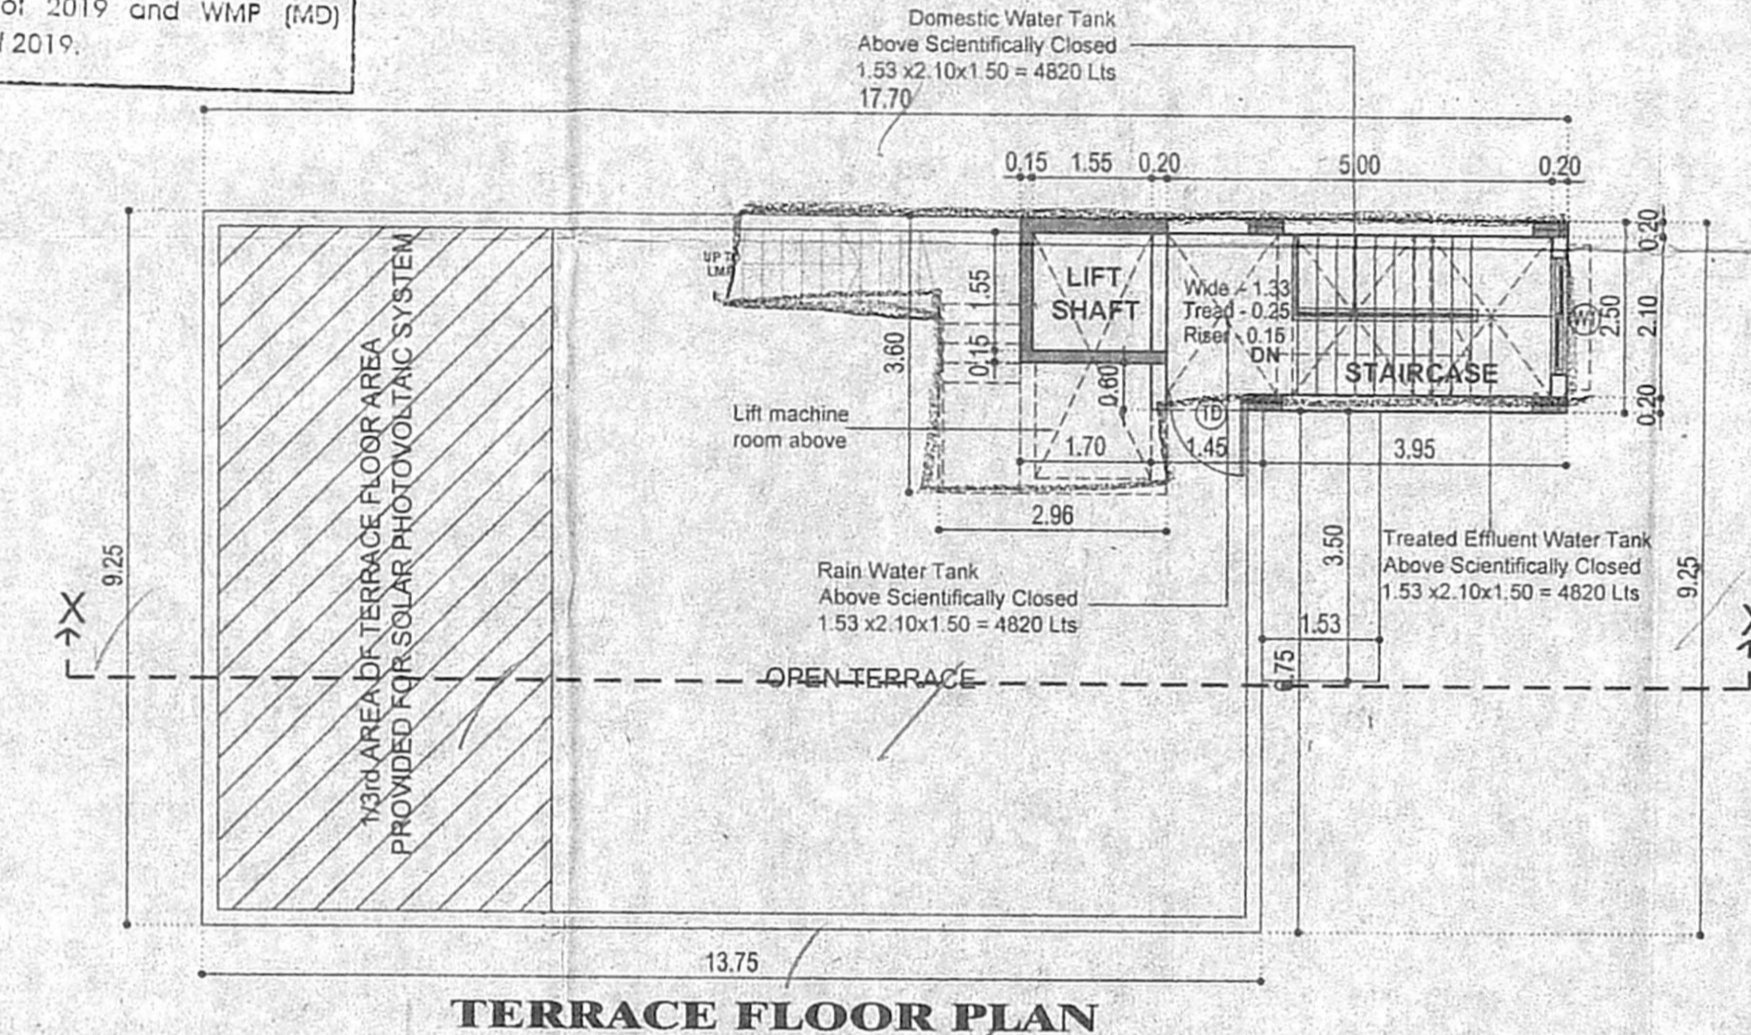 of 2019 and WMP (MD)
2019.
Domestic Water Tank
Above Scientifically Closed
1.53 x2.10x1.50 = 4820 Lts
17.70
0.15 1.55 0.20 5.00 0.20
UP TO
LMR
LIFT
SHAFT
1.55
0.15
3.60
0.60
Wide - 1.33
Tread - 0.25
Riser - 0.15
DN
STAIRCASE
W1
2.50
0.20
2.10
0.20
TD
Lift machine
room above
1.70
1.45
3.95
2.96
1/3rd AREA OF TERRACE FLOOR AREA
PROVIDED FOR SOLAR PHOTOVOLTAIC SYSTEM
9.25
X
Rain Water Tank
Above Scientifically Closed
1.53 x2.10x1.50 = 4820 Lts
3.50
Treated Effluent Water Tank
Above Scientifically Closed
1.53 x2.10x1.50 = 4820 Lts
9.25
1.53
OPEN TERRACE
13.75
TERRACE FLOOR PLAN